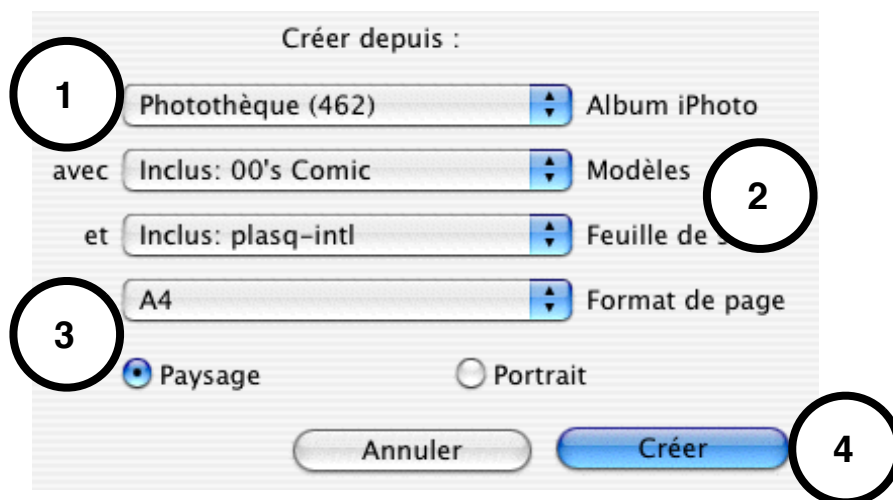 Créer depuis :
1
Photothèque (462) Album iPhoto
avec Inclus: 00's Comic Modèles
2
et Inclus: plasq-intl Feuille de
A4 Format de page
3
Paysage Portrait
Annuler Créer
4